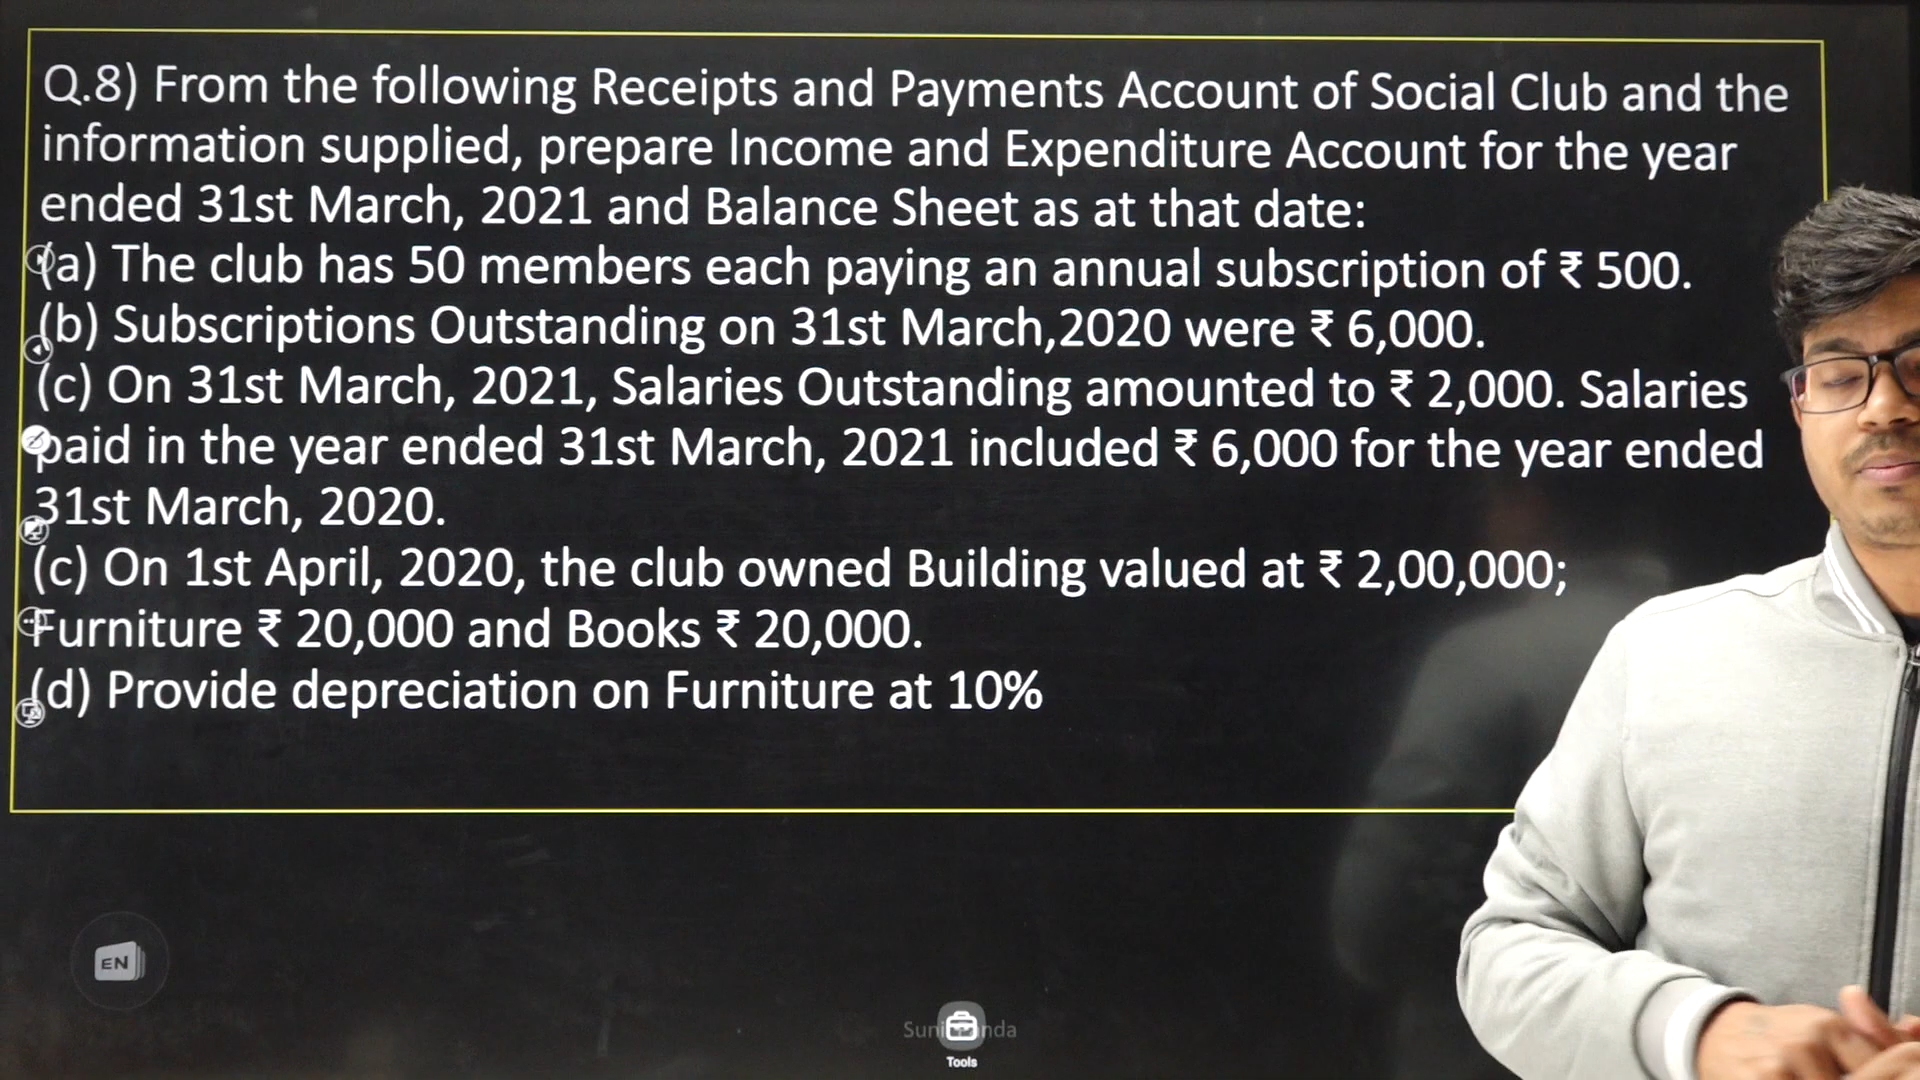 Q.8) From the following Receipts and Payments Account of Social Club and the
information supplied, prepare Income and Expenditure Account for the year
ended 31st March, 2021 and Balance Sheet as at that date:
(a) The club has 50 members each paying an annual subscription of ₹ 500.
(b) Subscriptions Outstanding on 31st March,2020 were ₹ 6,000.
(c) On 31st March, 2021, Salaries Outstanding amounted to ₹ 2,000. Salaries
paid in the year ended 31st March, 2021 included ₹ 6,000 for the year ended
31st March, 2020.
(c) On 1st April, 2020, the club owned Building valued at ₹ 2,00,000;
Furniture ₹ 20,000 and Books ₹ 20,000.
(d) Provide depreciation on Furniture at 10%
EN
Tools